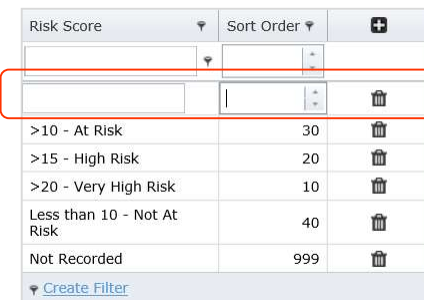 Risk Score Sort Order
>10 - At Risk 30
>15 - High Risk 20
>20 - Very High Risk 10
Less than 10 - Not At
Risk 40
Not Recorded 999
Create Filter